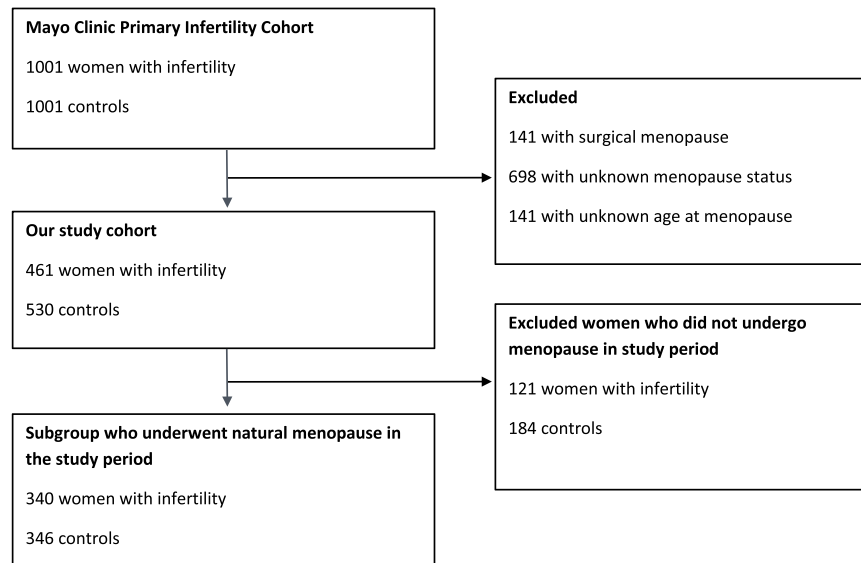 Mayo Clinic Primary Infertility Cohort
1001 women with infertility
1001 controls
Excluded
141 with surgical menopause
698 with unknown menopause status
141 with unknown age at menopause
Our study cohort
461 women with infertility
530 controls
Excluded women who did not undergo
menopause in study period
121 women with infertility
184 controls
Subgroup who underwent natural menopause in
the study period
340 women with infertility
346 controls